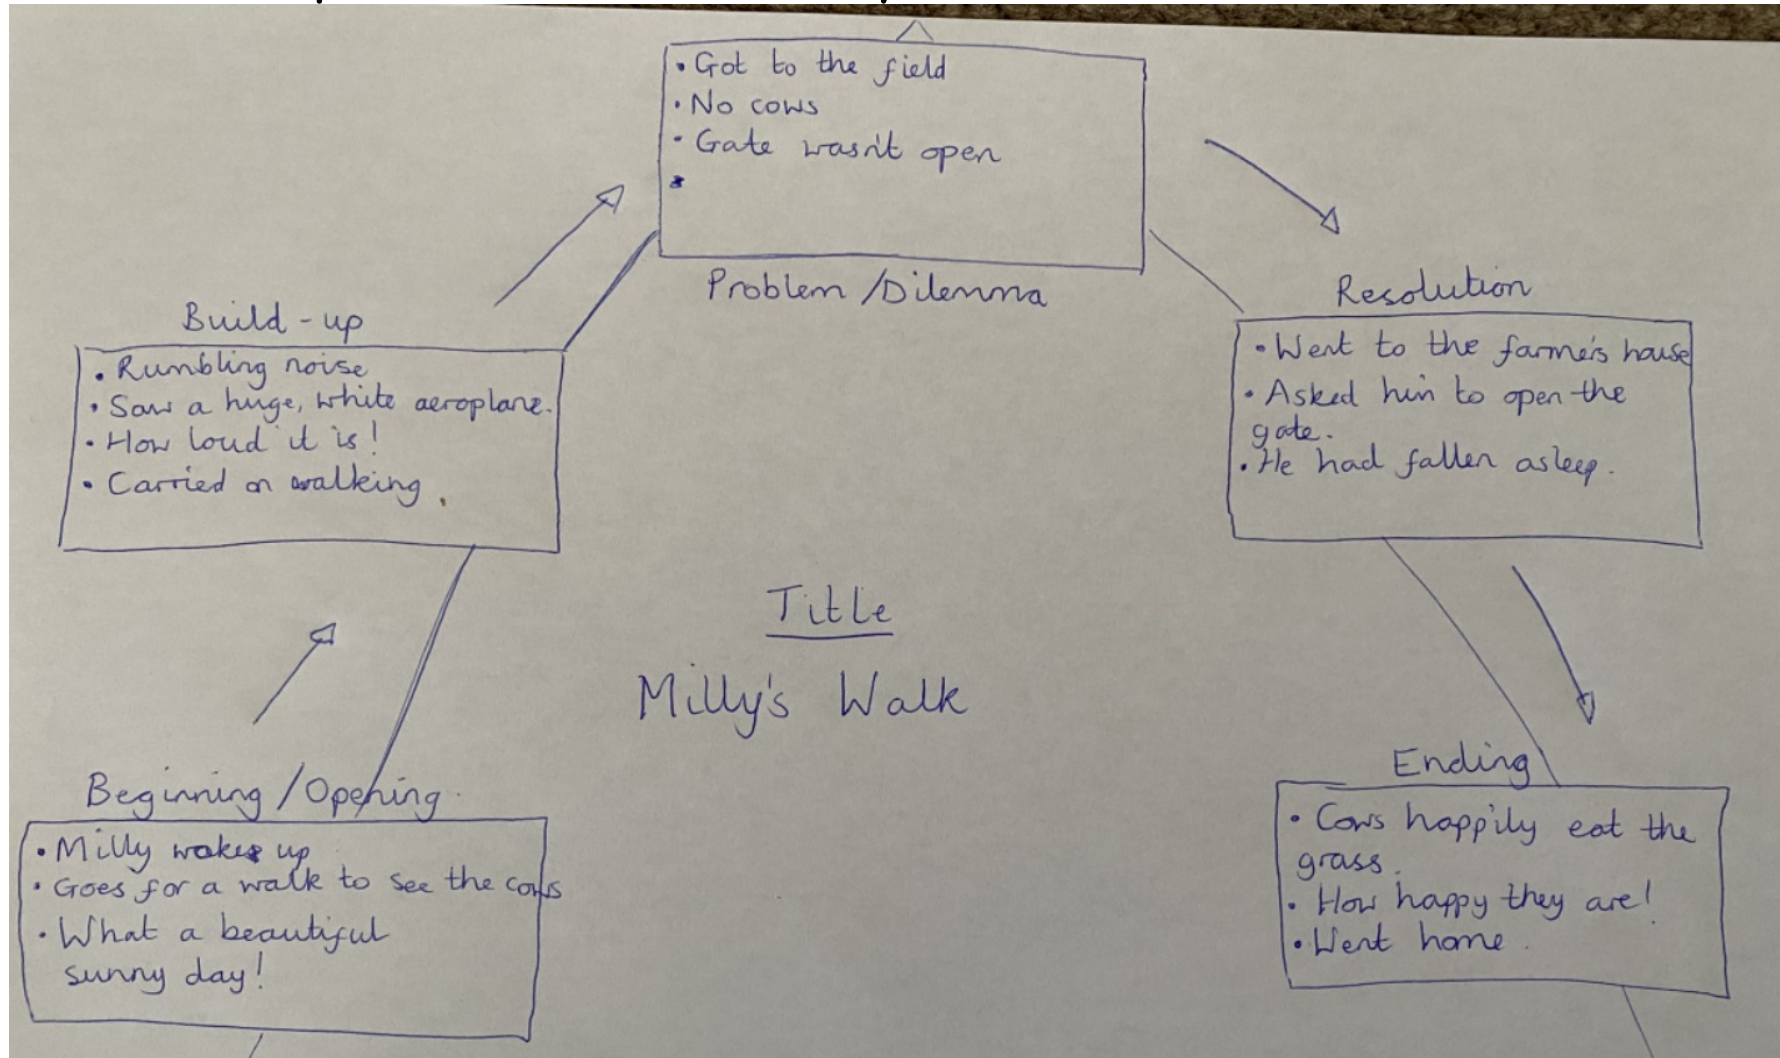 Title
Milly's Walk
Beginning/Opening.
• Milly wakes up
• Goes for a walk to see the cows
• What a beautiful
sunny day!
Build-up
• Rumbling noise
• Saw a huge, white aeroplane.
• How loud it is!
• Carried on walking.
• Got to the field
• No cows
• Gate wasn't open
•
Problem/Dilemma
Resolution
• Went to the farmer's house
• Asked him to open the
gate.
• He had fallen asleep.
Ending
• Cows happily eat the
grass.
• How happy they are!
• Went home.